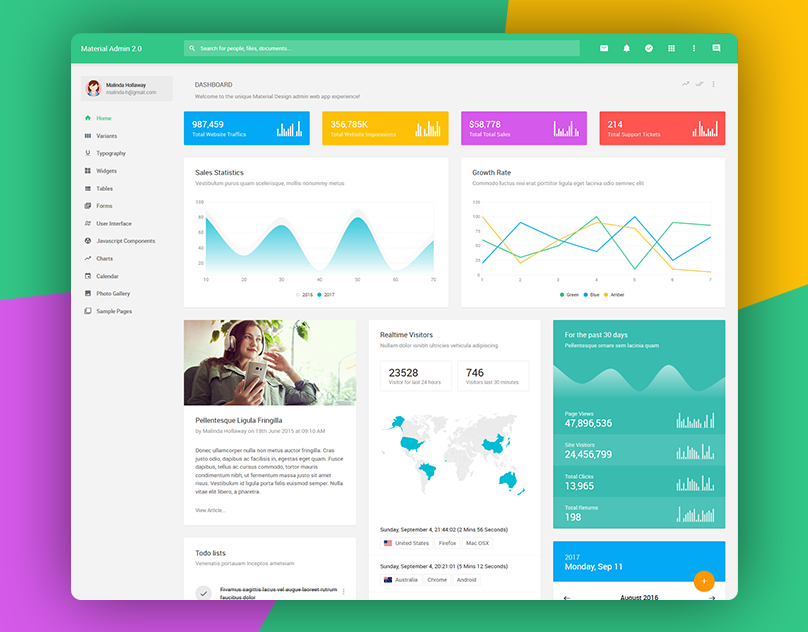 Material Admin 2.0
Search for people, files, documents...
Malinda Hollaway
malinda-h@gmail.com
Home
Variants
Typography
Widgets
Tables
Forms
User Interface
Javascript Components
Charts
Calendar
Photo Gallery
Sample Pages
DASHBOARD
Welcome to the unique Material Design admin web app experience!
987,459
Total Website Traffics
356,785K
Total Website Impressions
$58,778
Total Total Sales
214
Total Support Tickets
Sales Statistics
Vestibulum purus quam scelerisque, mollis nonummy metus
100
80
60
40
20
10 20 30 40 50 60 70
2016 2017
Growth Rate
Commodo luctus nisi erat porttitor ligula eget lacinia odio semnec elit
100
75
50
25
0
1 2 3 4 5 6 7
Green Blue Amber
Pellentesque Ligula Fringilla
by Malinda Hollaway on 19th June 2015 at 09:10 AM
Donec ullamcorper nulla non metus auctor fringilla. Cras
justo odio, dapibus ac facilisis in, egestas eget quam. Fusce
dapibus, tellus ac cursus commodo, tortor mauris
condimentum nibh, ut fermentum massa justo sit amet
risus. Vestibulum id ligula porta felis euismod semper. Nulla
vitae elit libero, a pharetra.
View Article...
Todo lists
Venenatis portauam Inceptos ameteiam
Fivamus sagittis lacus vel augue laoreet rutrum
faucibus dolor
Realtime Visitors
Nullam dolor ionibh ultricies vehicula adipiscing
23528
Visitor for last 24 hours
746
Visitors last 30 minutes
Sunday, September 4, 21:44:02 (2 Mins 56 Seconds)
United States Firefox Mac OSX
Sunday, September 4, 20:21:01 (5 Mins 12 Seconds)
Australia Chrome Android
For the past 30 days
Pellentesque ornare sem lacinia quam
Page Views
47,896,536
Site Visitors
24,456,799
Total Clicks
13,965
Total Returns
198
2017
Monday, Sep 11
August 2016